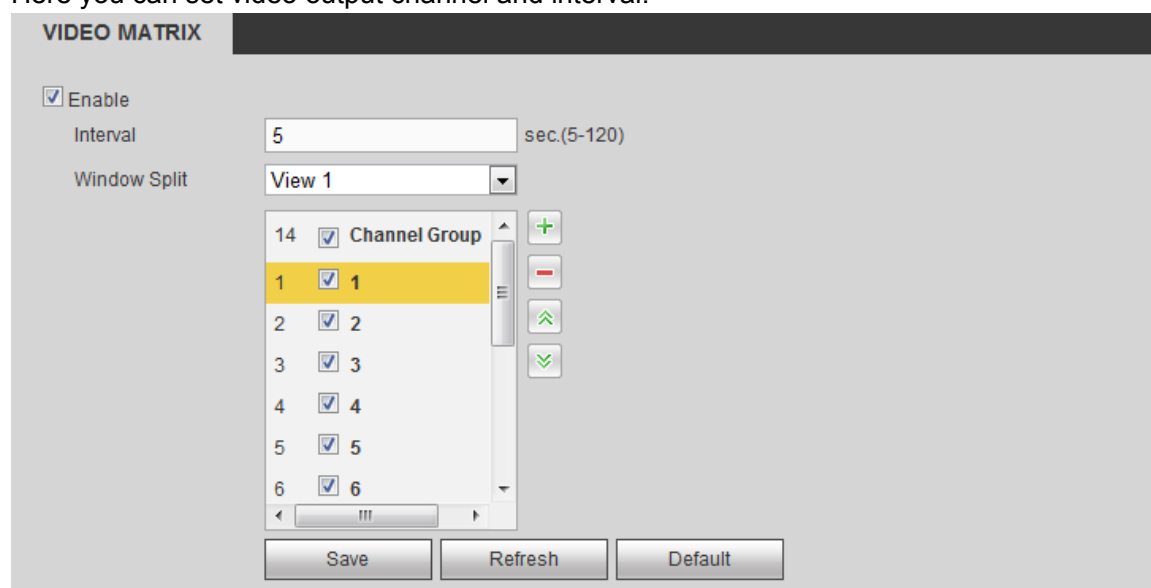 Here you can set video output channel and interval.
VIDEO MATRIX
Enable
Interval 5 sec.(5-120)
Window Split View 1
14 Channel Group
1 1
2 2
3 3
4 4
5 5
6 6
Save Refresh Default